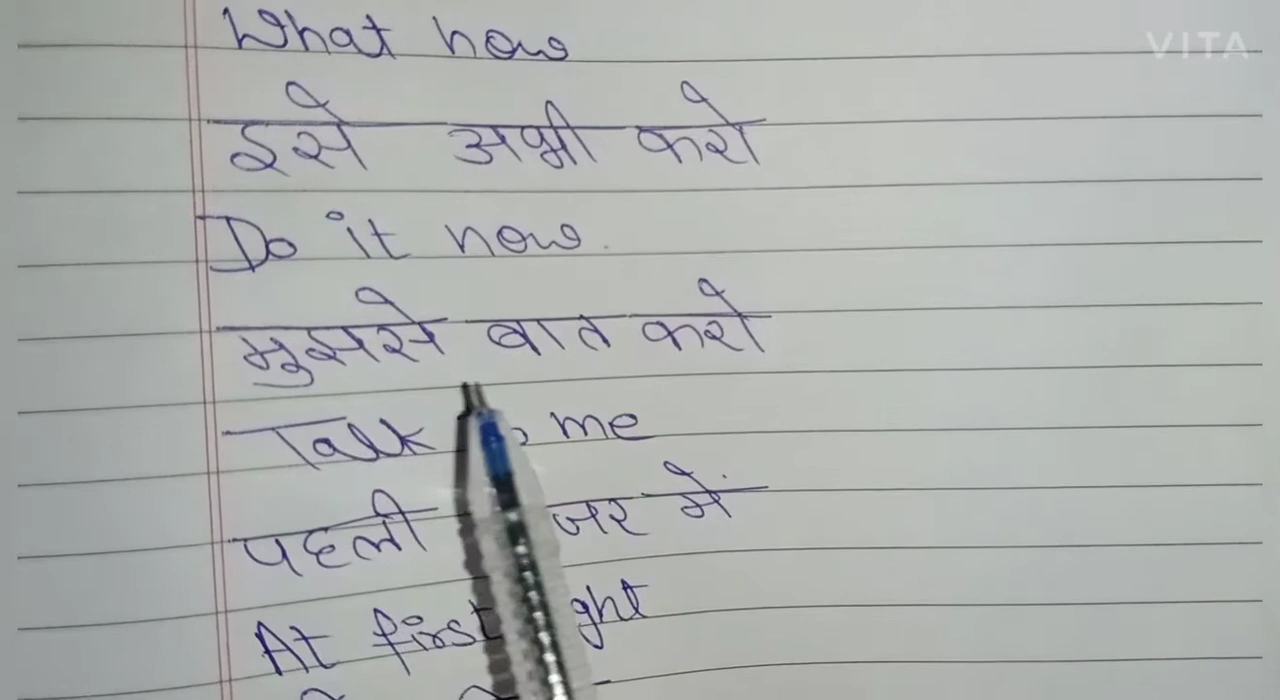 What now
VITA
इसे अभी करो
Do it now.
मुझसे बात करो
Talk me
पहली में
At first